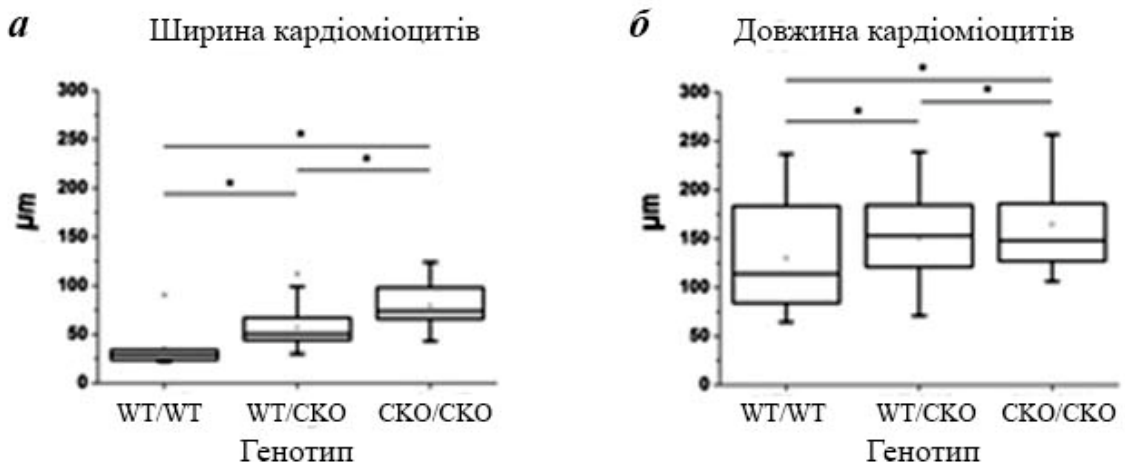 а Ширина кардіоміоцитів
300
250
200
150
100
50
0
μm
WT/WT WT/CKO CKO/CKO
Генотип
б Довжина кардіоміоцитів
300
250
200
150
100
50
0
μm
WT/WT WT/CKO CKO/CKO
Генотип